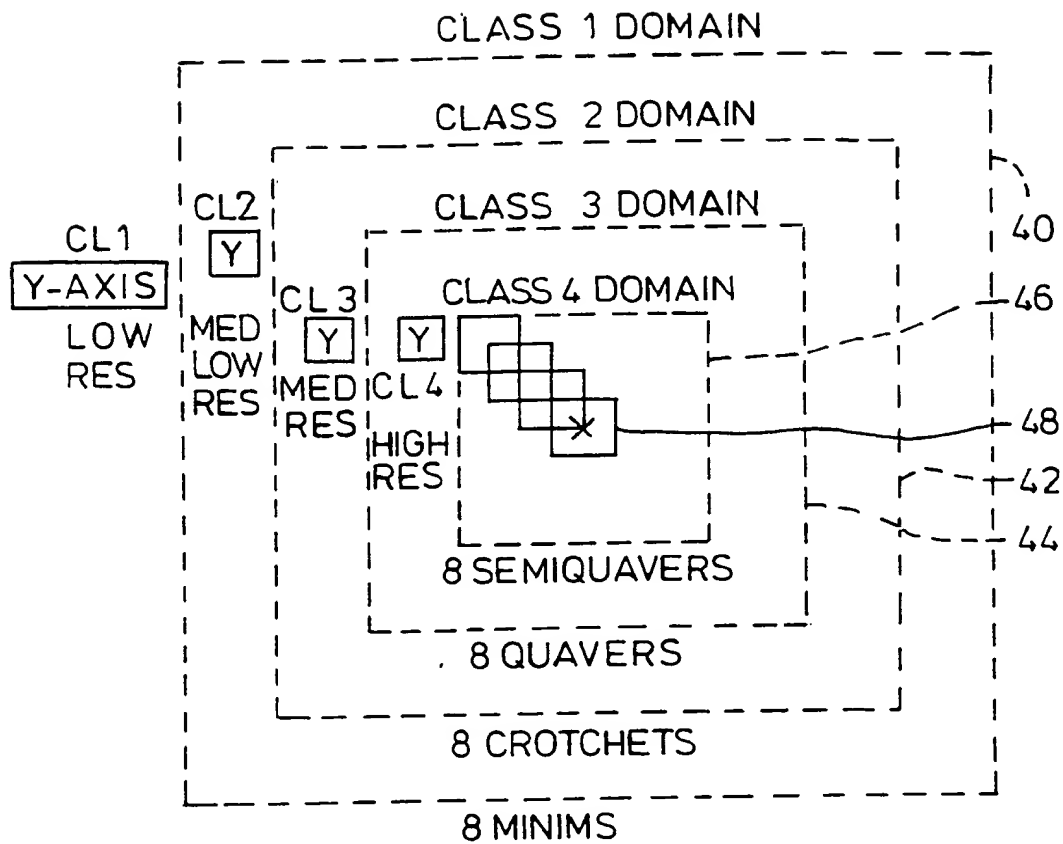 CLASS 1 DOMAIN
CLASS 2 DOMAIN
CL2
CLASS 3 DOMAIN
40
CL1
Y
Y-AXIS
CL3
CLASS 4 DOMAIN
46
LOW
RES
MED
LOW
RES
Y
MED
RES
Y
CL4
HIGH
RES
48
42
44
8 SEMIQUAVERS
8 QUAVERS
8 CROTCHETS
8 MINIMS